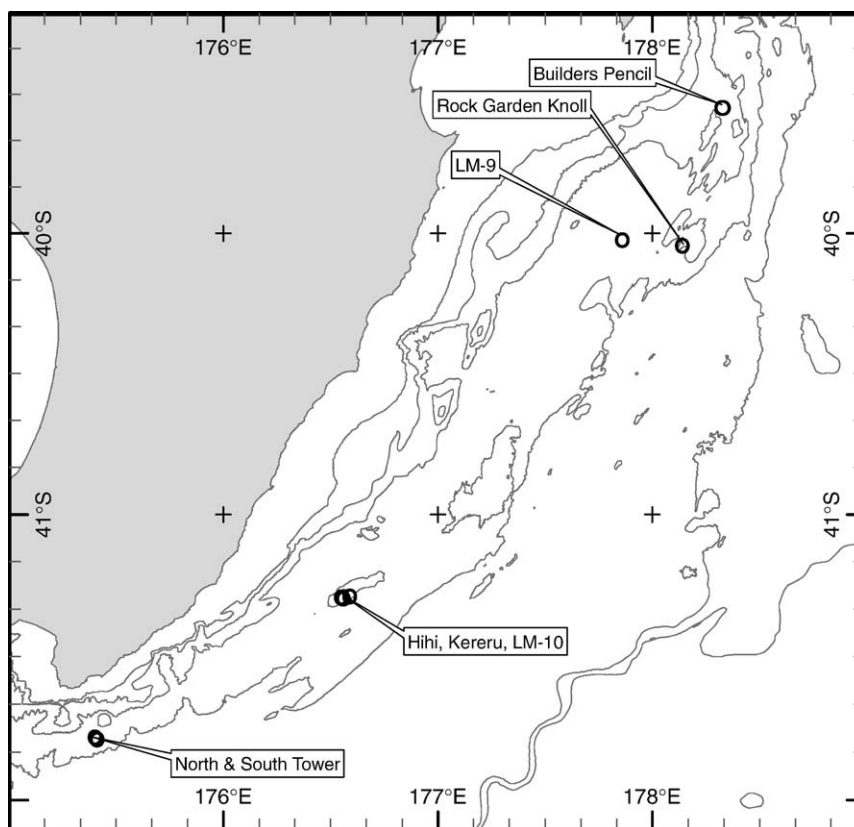 176°E
177°E
178°E
Builders Pencil
Rock Garden Knoll
LM-9
40°S
40°S
41°S
41°S
Hihi, Kereru, LM-10
North & South Tower
176°E
177°E
178°E